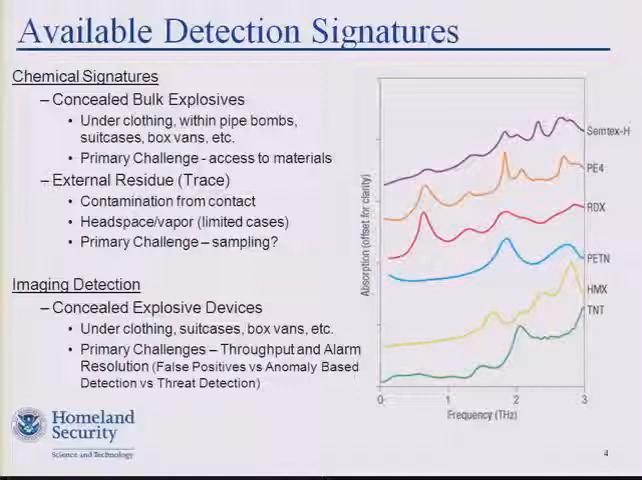 Available Detection Signatures
Chemical Signatures
– Concealed Bulk Explosives
• Under clothing, within pipe bombs,
suitcases, box vans, etc.
• Primary Challenge - access to materials
– External Residue (Trace)
• Contamination from contact
• Headspace/vapor (limited cases)
• Primary Challenge – sampling?
Imaging Detection
– Concealed Explosive Devices
• Under clothing, suitcases, box vans, etc.
• Primary Challenges – Throughput and Alarm
Resolution (False Positives vs Anomaly Based
Detection vs Threat Detection)
Absorption (offset for clarity)
Semtex-H
PE4
RDX
PETN
HMX
TNT
0 1 2 3
Frequency (THz)
Homeland
Security
Science and Technology
4